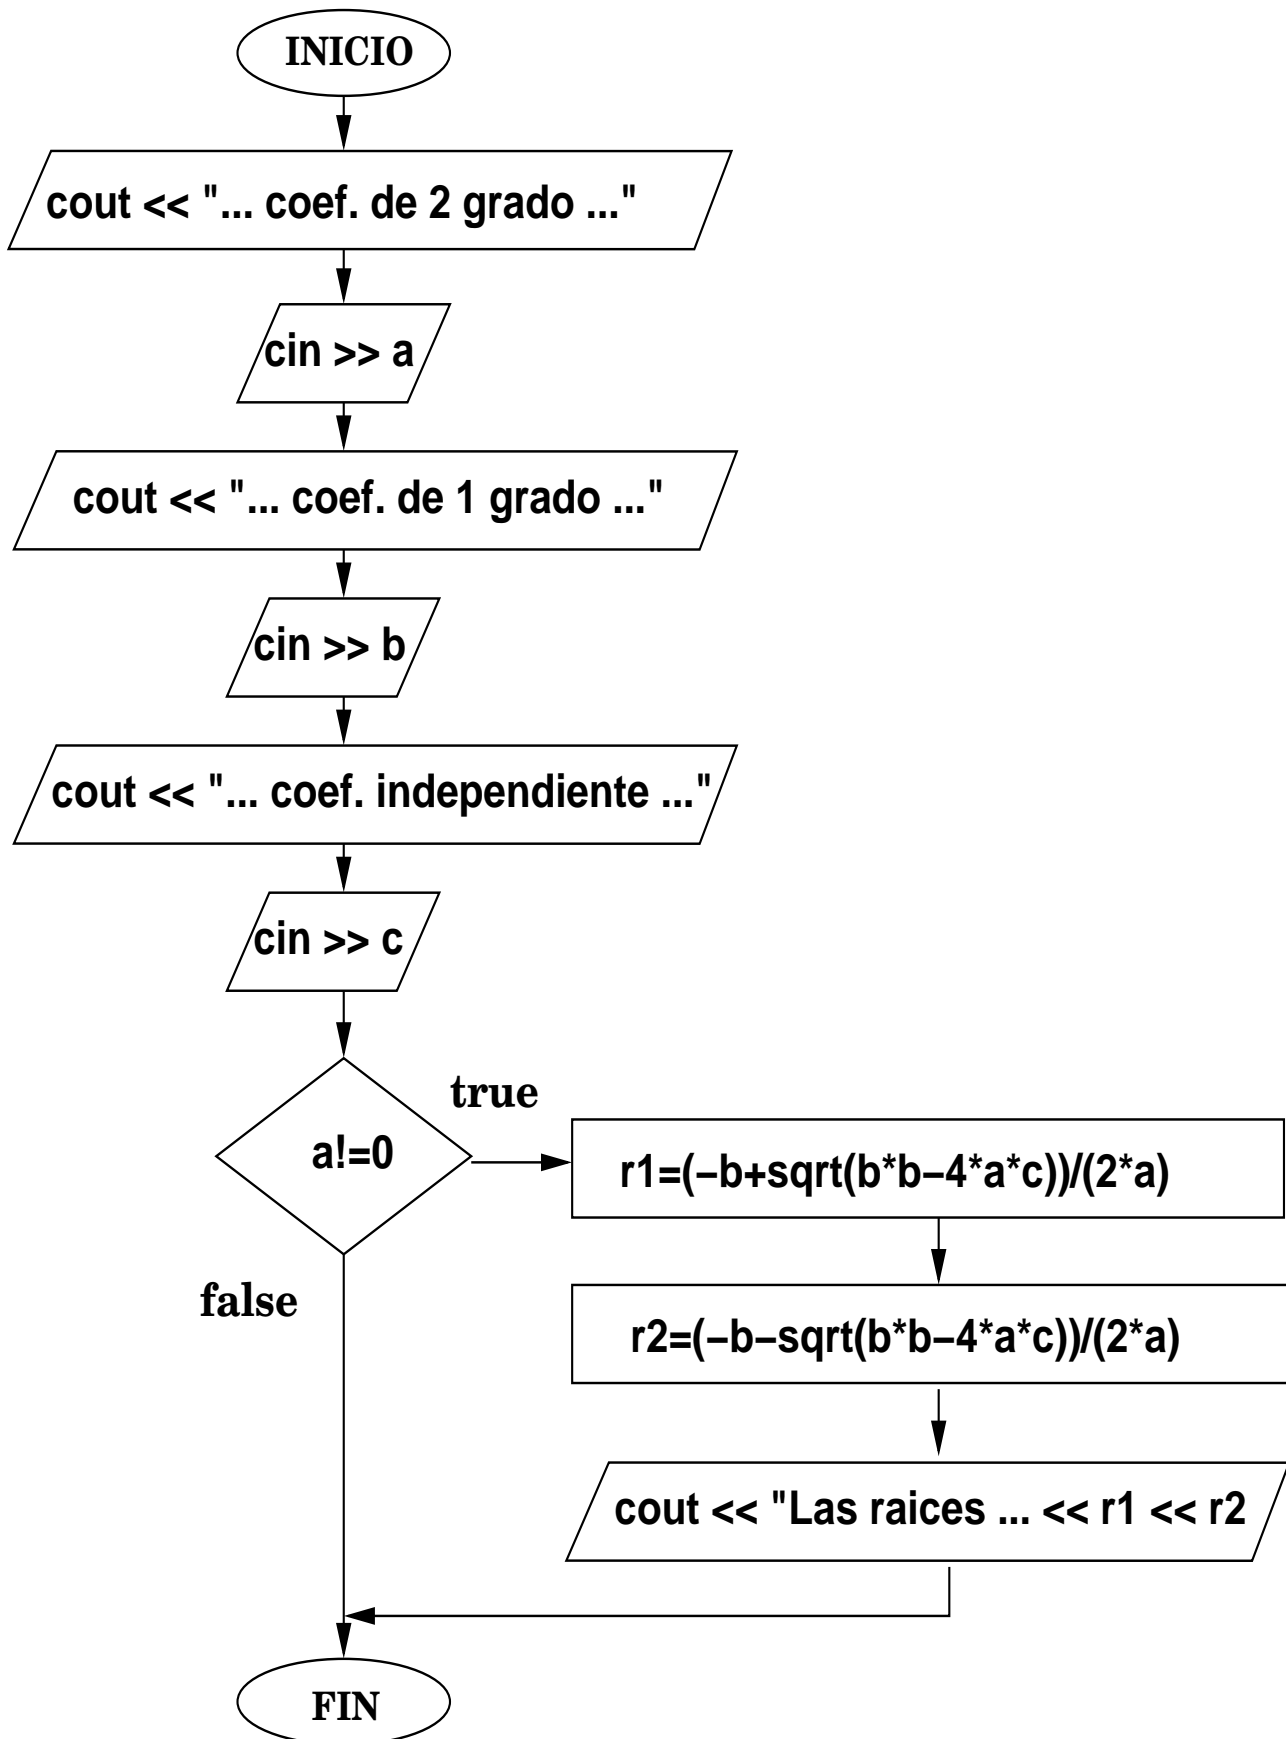 INICIO
cout << "... coef. de 2 grado ..."
cin >> a
cout << "... coef. de 1 grado ..."
cin >> b
cout << "... coef. independiente ..."
cin >> c
a!=0
true
r1=(−b+sqrt(b*b−4*a*c))/(2*a)
false
r2=(−b−sqrt(b*b−4*a*c))/(2*a)
cout << "Las raices ... << r1 << r2
FIN